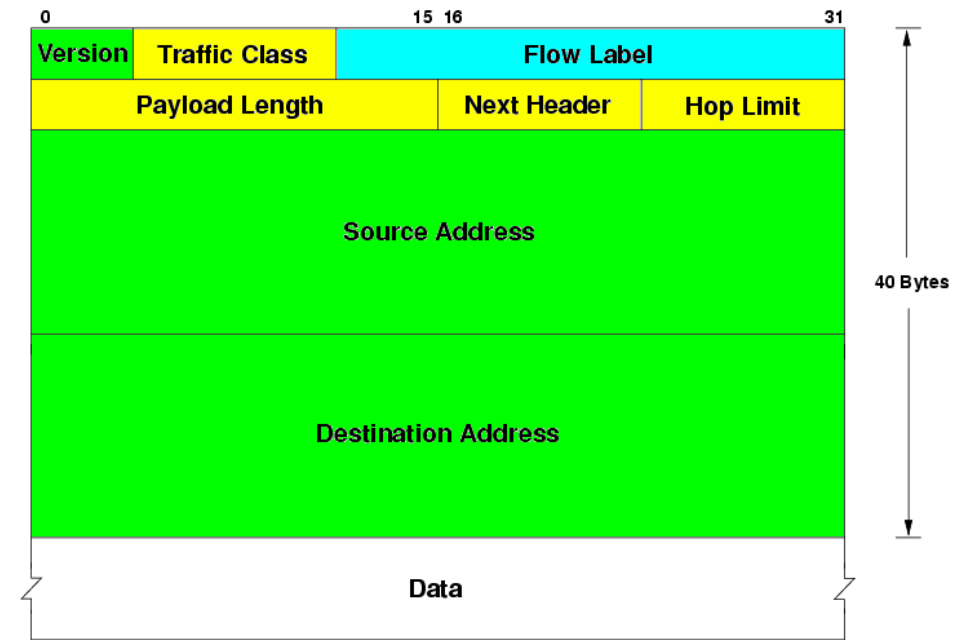 0 15 16 31
Version Traffic Class Flow Label
Payload Length Next Header Hop Limit
Source Address
40 Bytes
Destination Address
Data